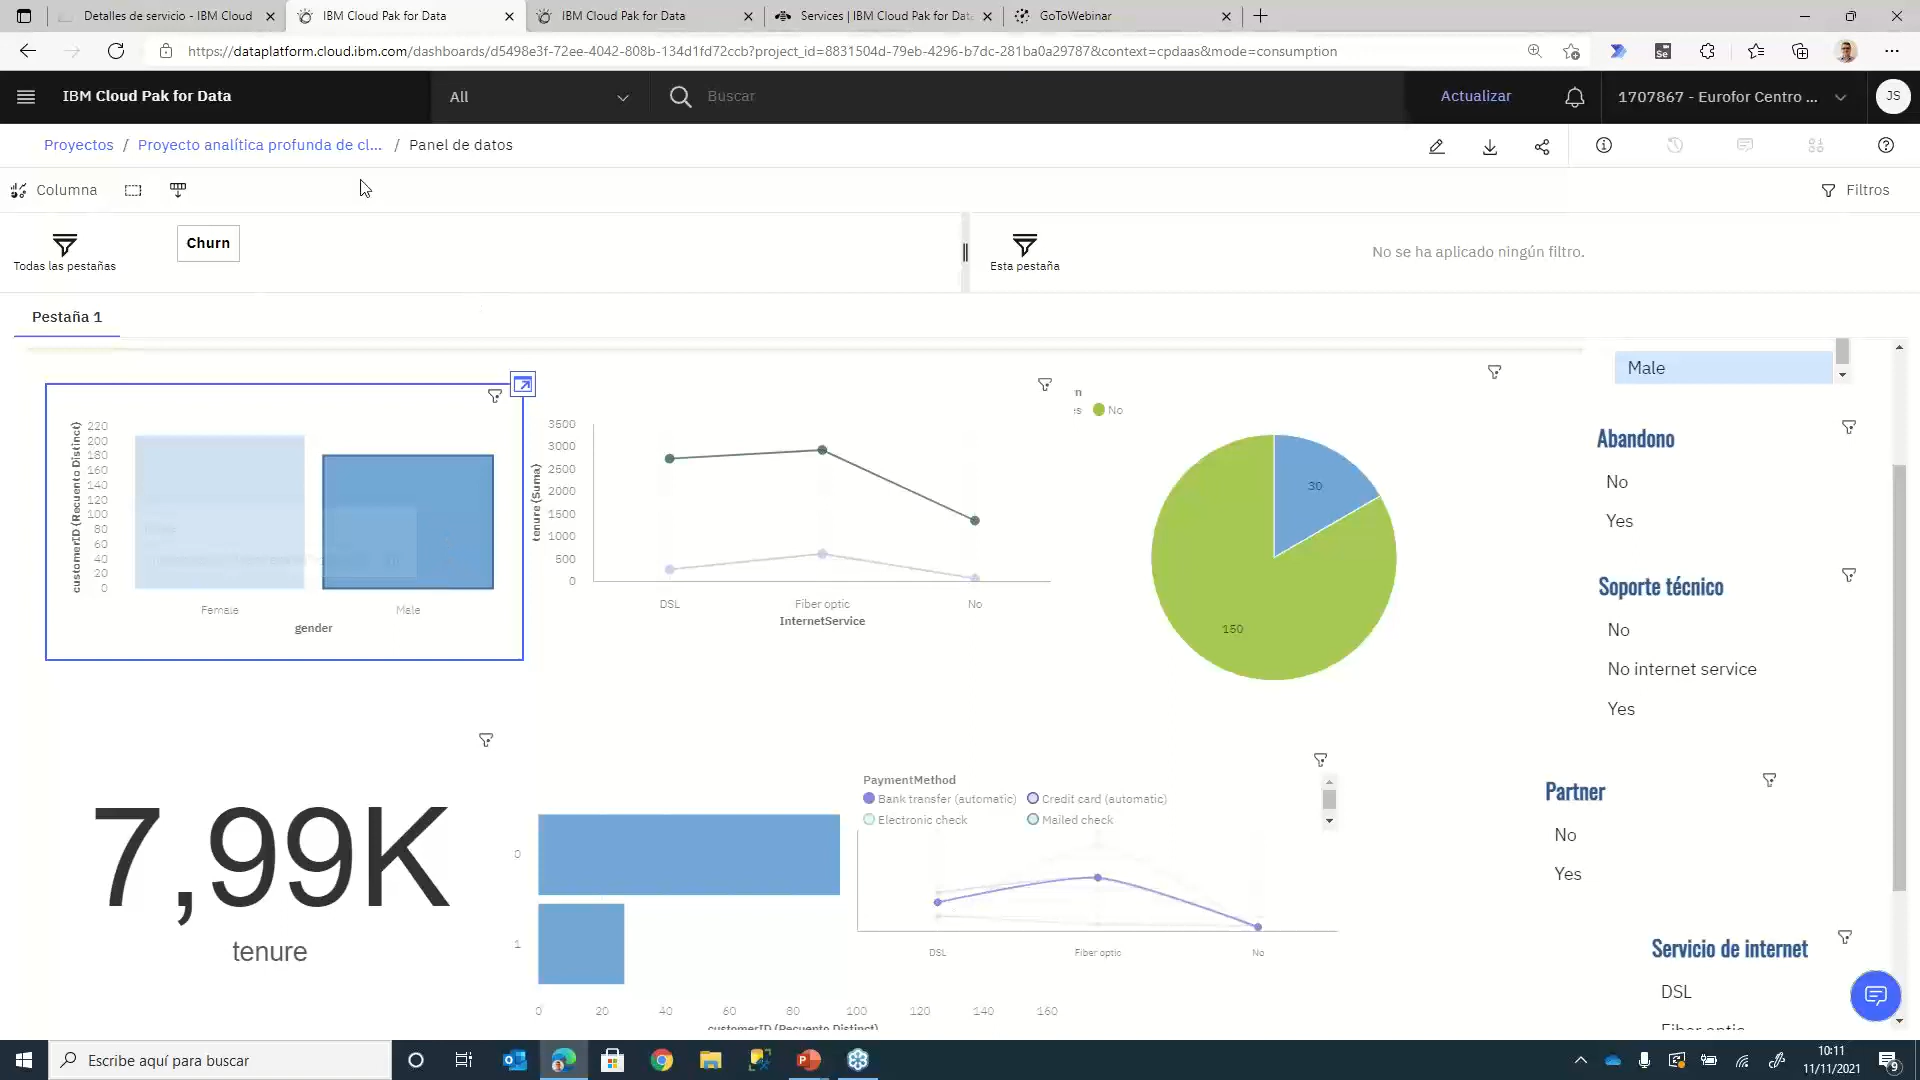 Detalles de servicio - IBM Cloud
IBM Cloud Pak for Data
IBM Cloud Pak for Data
Services | IBM Cloud Pak for Data
GoToWebinar
https://dataplatform.cloud.ibm.com/dashboards/d5498e3f-72ee-4042-808b-134d1fd72ccb?project_id=8831504d-79eb-4296-b7dc-281ba0a29787&context=cpdaas&mode=consumption
IBM Cloud Pak for Data
All
Buscar
Actualizar
1707867 - Eurofor Centro ...
JS
Proyectos / Proyecto analítica profunda de cl... / Panel de datos
Columna
Filtros
Todas las pestañas
Churn
Esta pestaña
No se ha aplicado ningún filtro.
Pestaña 1
customerID (Recuento Distinct)
220
200
180
160
140
120
100
80
60
40
20
0
Female
Male
gender
tenure (Suma)
3500
3000
2500
2000
1500
1000
500
0
DSL
Fiber optic
No
InternetService
No
30
150
Male
Abandono
No
Yes
Soporte técnico
No
No internet service
Yes
7,99K
tenure
0
1
0
20
40
60
80
100
120
140
160
customerID (Recuento Distinct)
PaymentMethod
Bank transfer (automatic)
Credit card (automatic)
Electronic check
Mailed check
DSL
Fiber optic
No
Partner
No
Yes
Servicio de internet
DSL
Fiber optic
Escribe aquí para buscar
10:11
11/11/2021
9